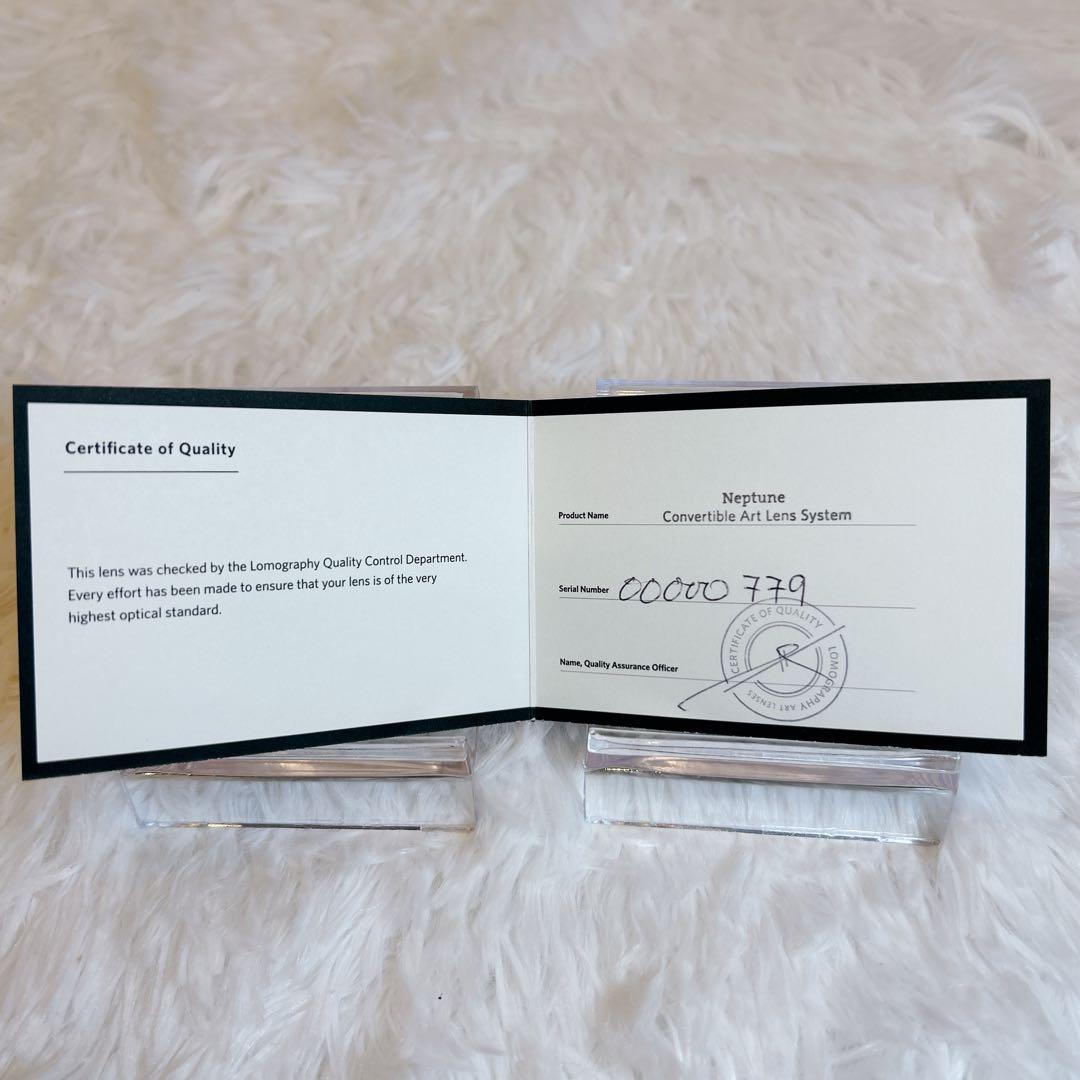 Certificate of Quality
This lens was checked by the Lomography Quality Control Department.
Every effort has been made to ensure that your lens is of the very
highest optical standard.
Neptune
Product Name Convertible Art Lens System
Serial Number 00000 779
Name, Quality Assurance Officer
CERTIFICATE OF QUALITY
LOMOGRAPHY ART LENSES